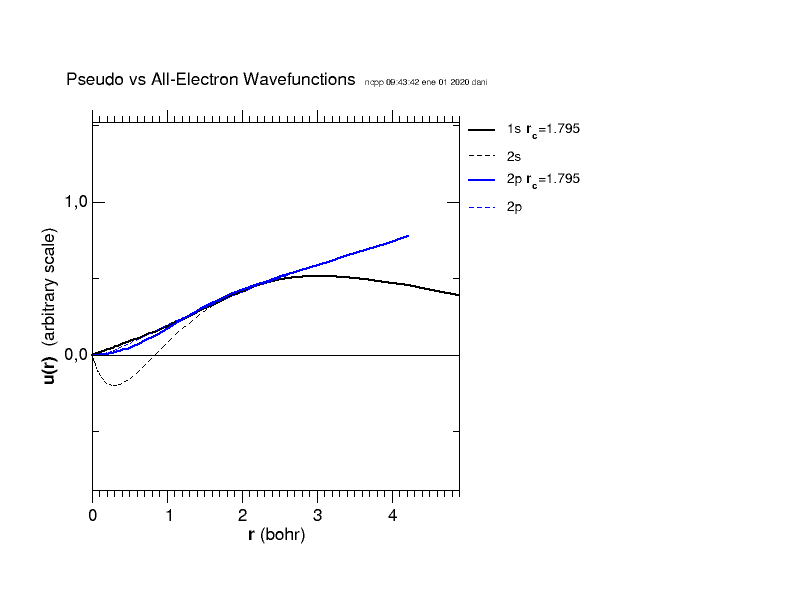 Pseudo vs All-Electron Wavefunctions ncpp 09:43:42 ene 01 2020 dani
1s rc=1.795
2s
2p rc=1.795
2p
1,0
0,0
u(r) (arbitrary scale)
0 1 2 3 4
r (bohr)